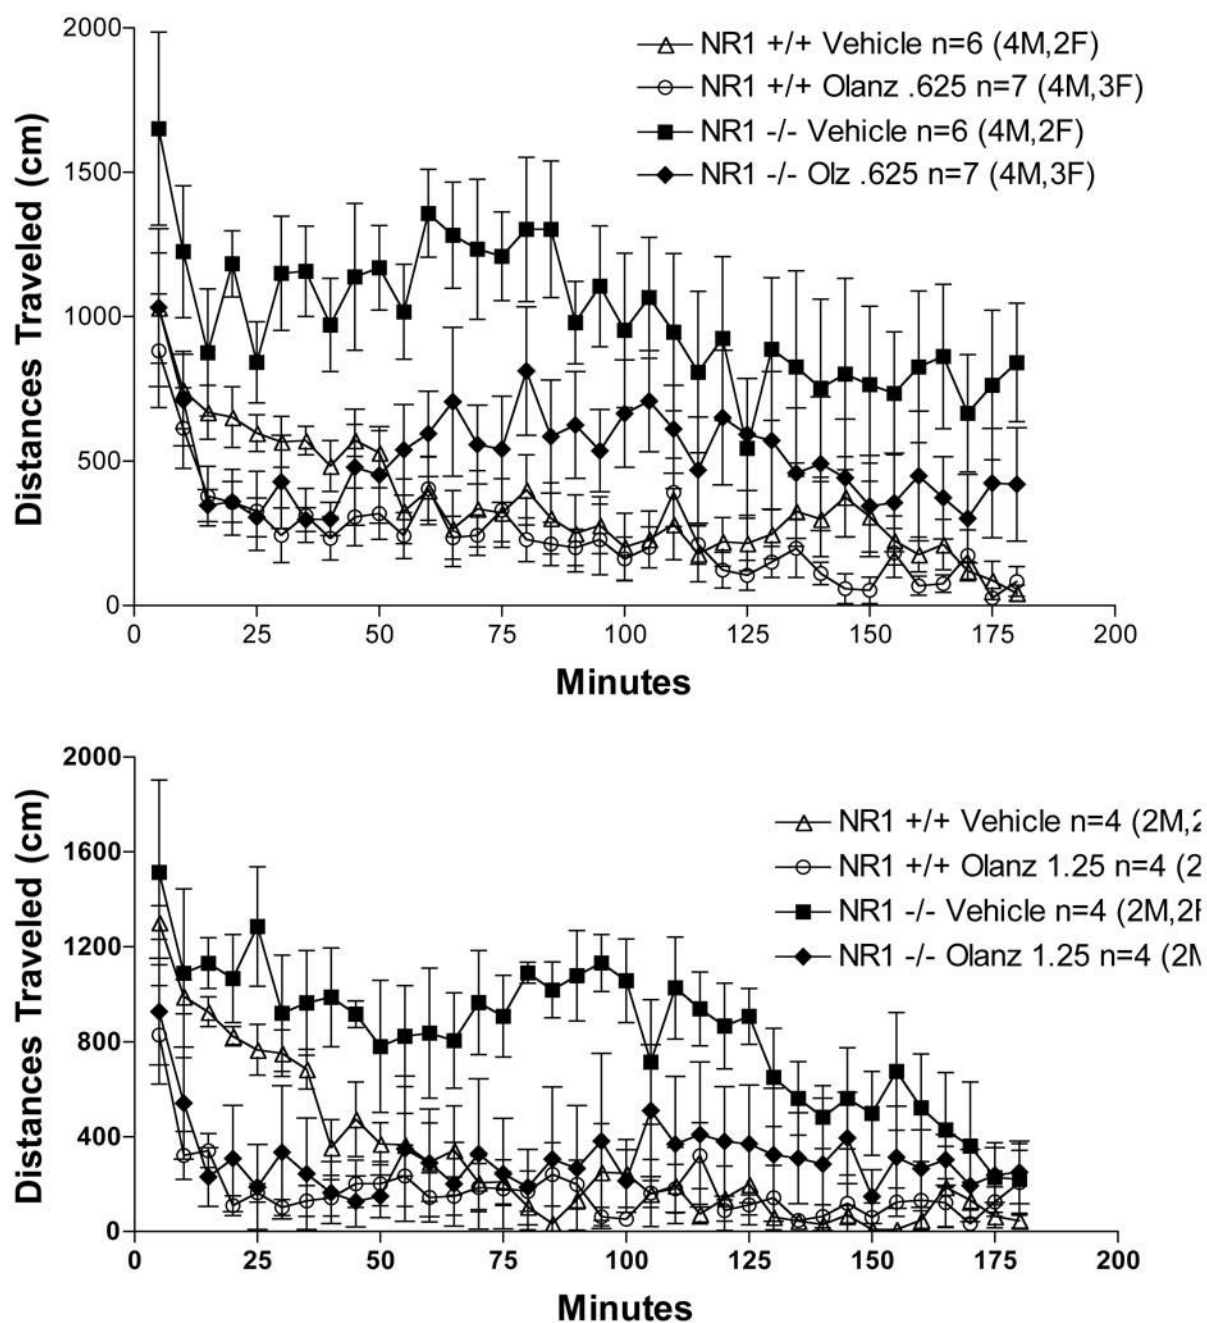 2000
NR1 +/+ Vehicle n=6 (4M,2F)
NR1 +/+ Olanz .625 n=7 (4M,3F)
NR1 -/- Vehicle n=6 (4M,2F)
NR1 -/- Olz .625 n=7 (4M,3F)
1500
Distances Traveled (cm)
1000
500
0
0 25 50 75 100 125 150 175 200
Minutes
2000
NR1 +/+ Vehicle n=4 (2M,2
NR1 +/+ Olanz 1.25 n=4 (2
NR1 -/- Vehicle n=4 (2M,2F
NR1 -/- Olanz 1.25 n=4 (2M
1600
Distances Traveled (cm)
1200
800
400
0
0 25 50 75 100 125 150 175 200
Minutes